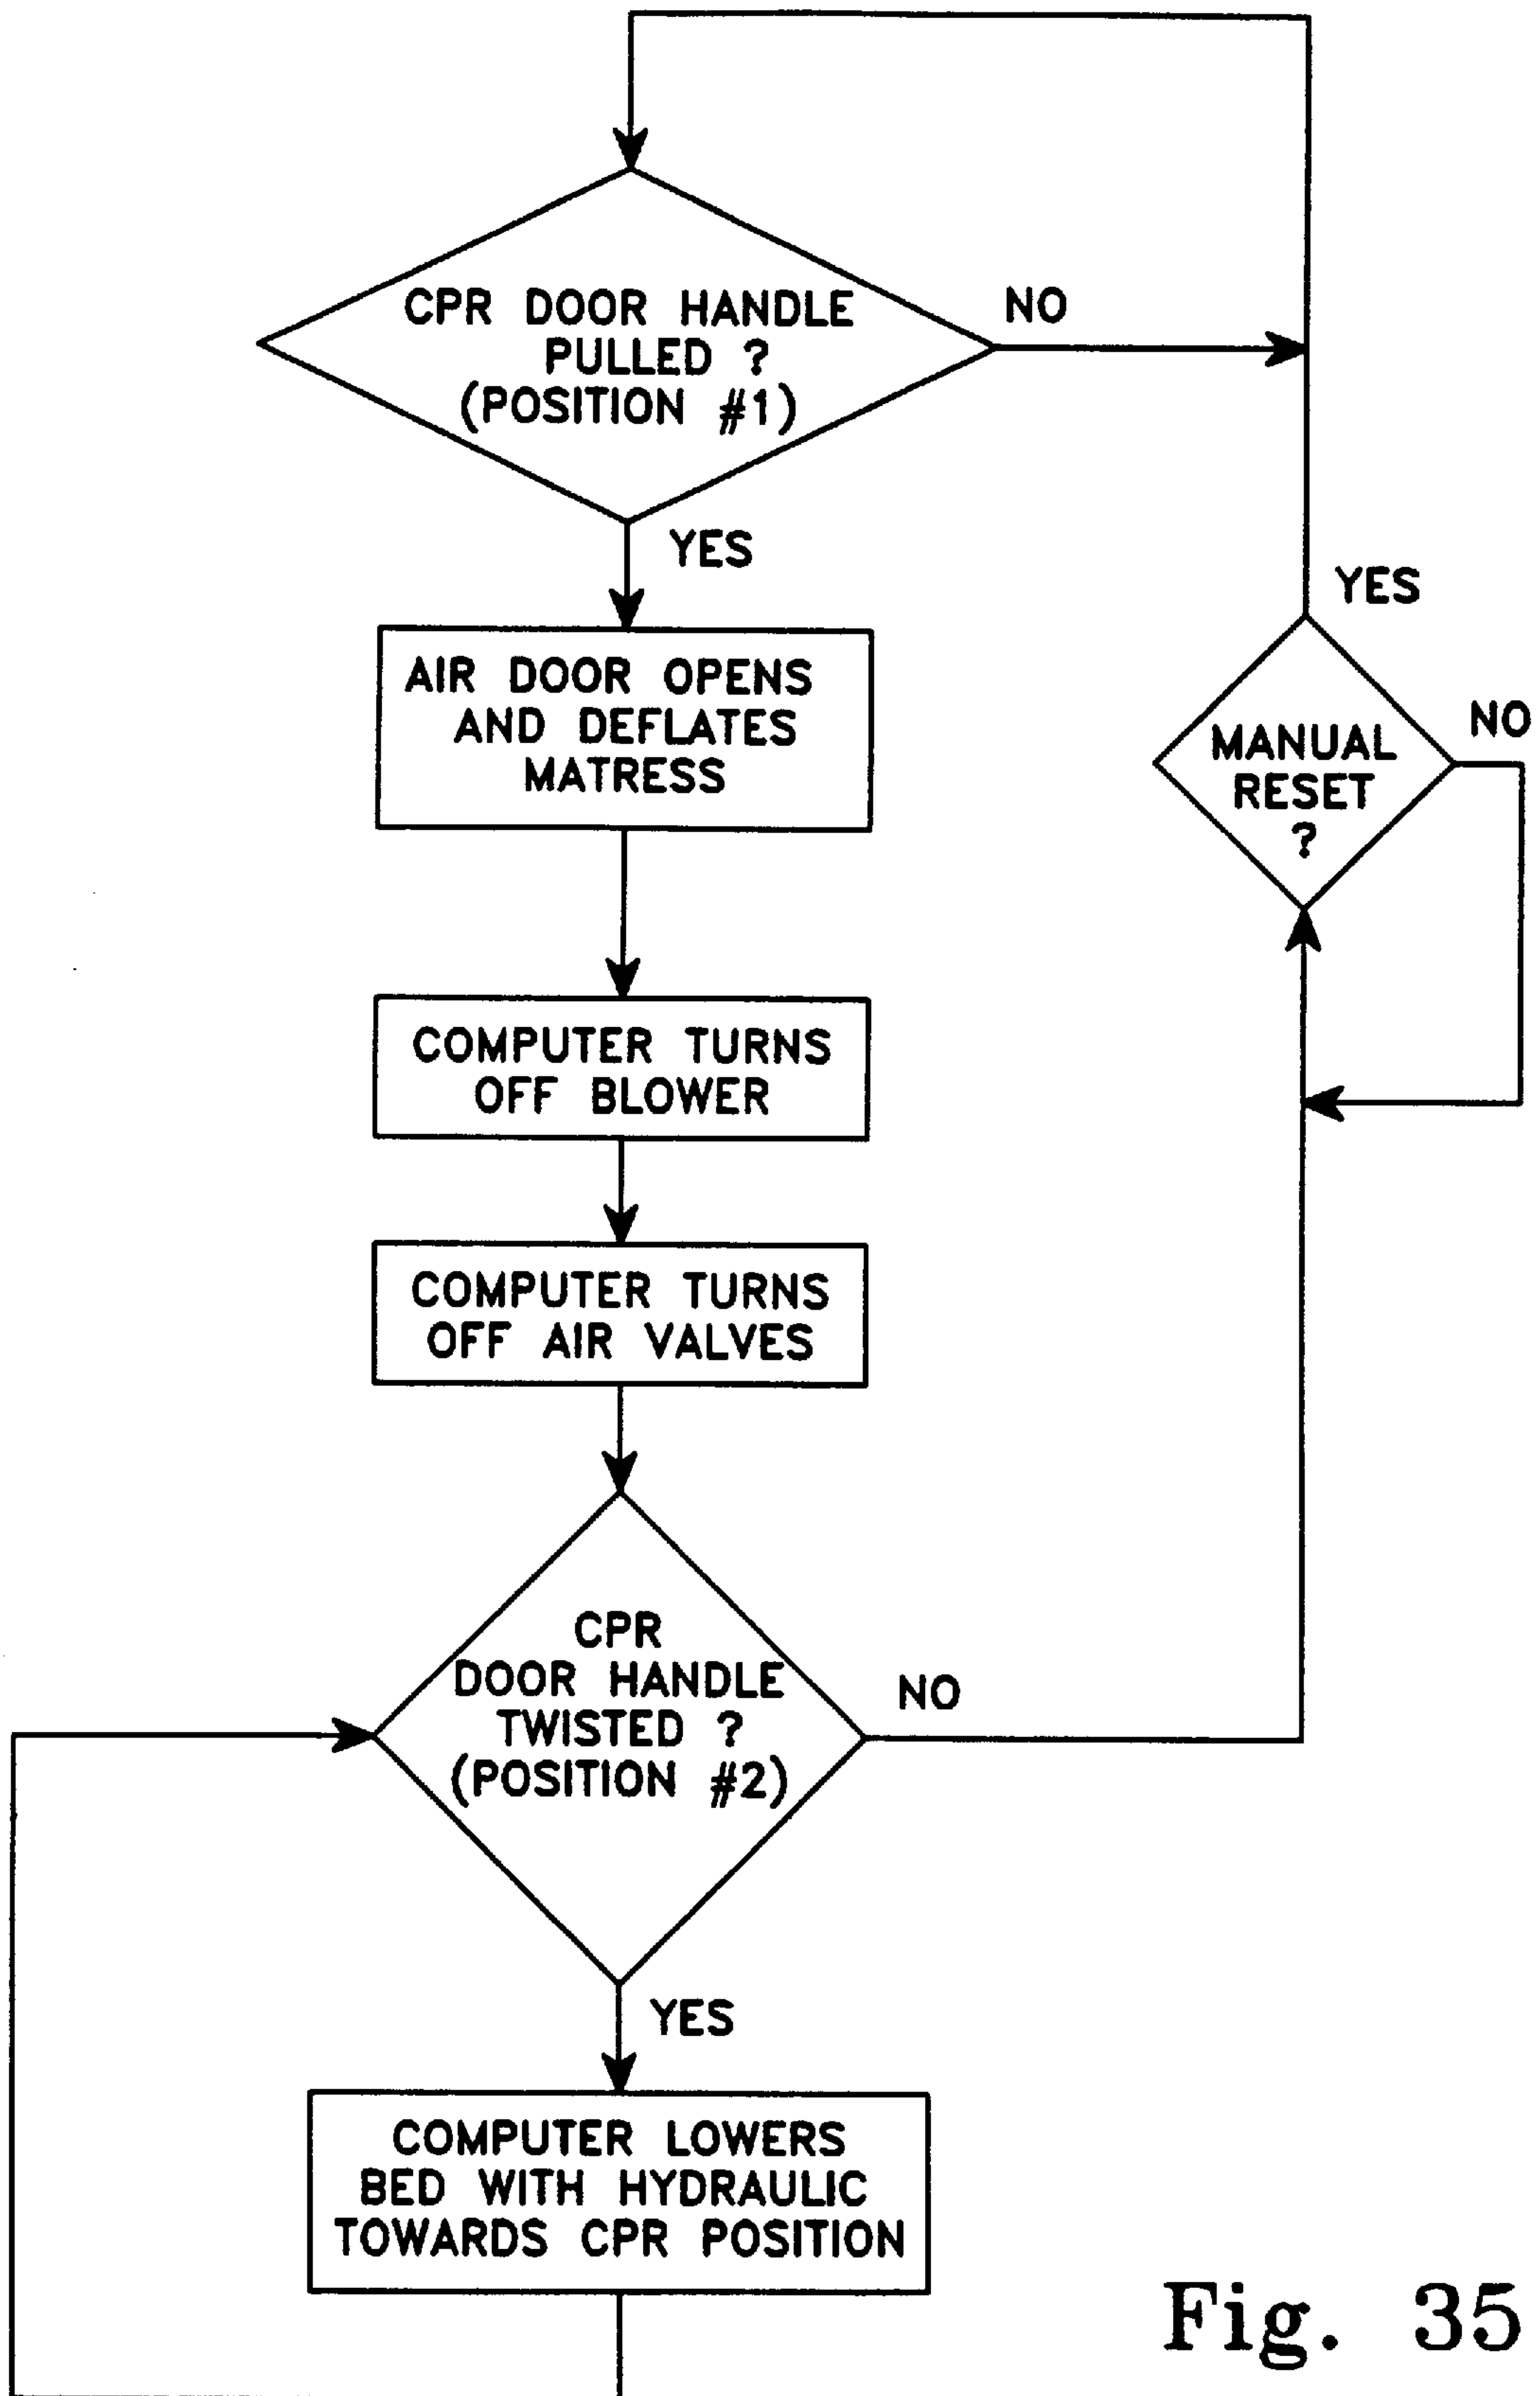 CPR DOOR HANDLE
PULLED ?
(POSITION #1)
NO
YES
AIR DOOR OPENS
AND DEFLATES
MATRESS
YES
MANUAL
RESET
?
NO
COMPUTER TURNS
OFF BLOWER
COMPUTER TURNS
OFF AIR VALVES
CPR
DOOR HANDLE
TWISTED ?
(POSITION #2)
NO
YES
COMPUTER LOWERS
BED WITH HYDRAULIC
TOWARDS CPR POSITION
Fig. 35